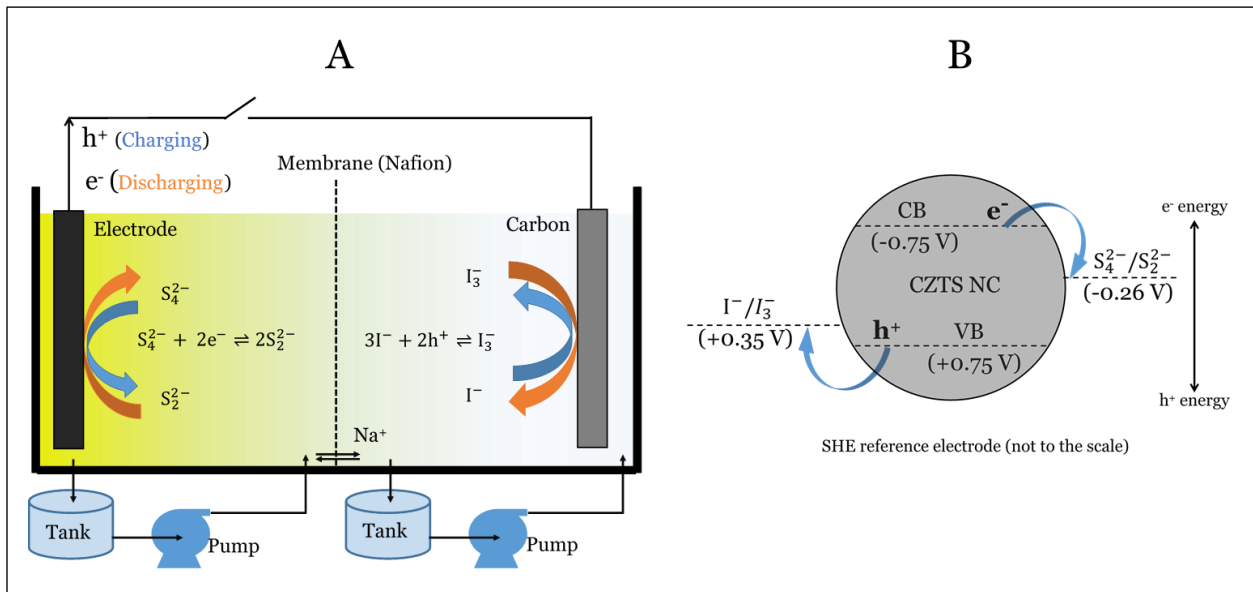 A
h⁺ (Charging)
e⁻ (Discharging)
Membrane (Nafion)
Electrode
Carbon
S₄²⁻
I₃⁻
S₄²⁻ + 2e⁻ ⇌ 2S₂²⁻
3I⁻ + 2h⁺ ⇌ I₃⁻
S₂²⁻
I⁻
Na⁺
Tank
Pump
Tank
Pump
B
CB
e⁻
(-0.75 V)
e⁻ energy
S₄²⁻/S₂²⁻
(-0.26 V)
CZTS NC
I⁻/I₃⁻
(+0.35 V)
h⁺
VB
(+0.75 V)
h⁺ energy
SHE reference electrode (not to the scale)